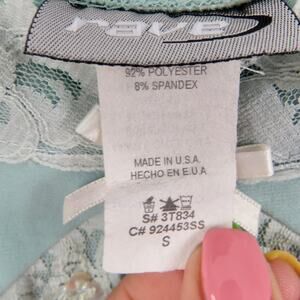 rave
92% POLYESTER
8% SPANDEX
MADE IN U.S.A.
HECHO EN E.U.A
S# 3T834
C# 924453SS
S